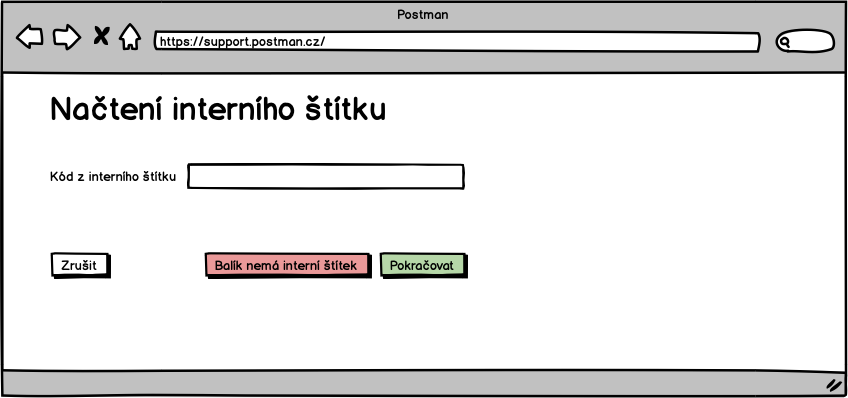 Postman
https://support.postman.cz/
Načtení interního štítku
Kód z interního štítku
Zrušit
Balík nemá interní štítek
Pokračovat